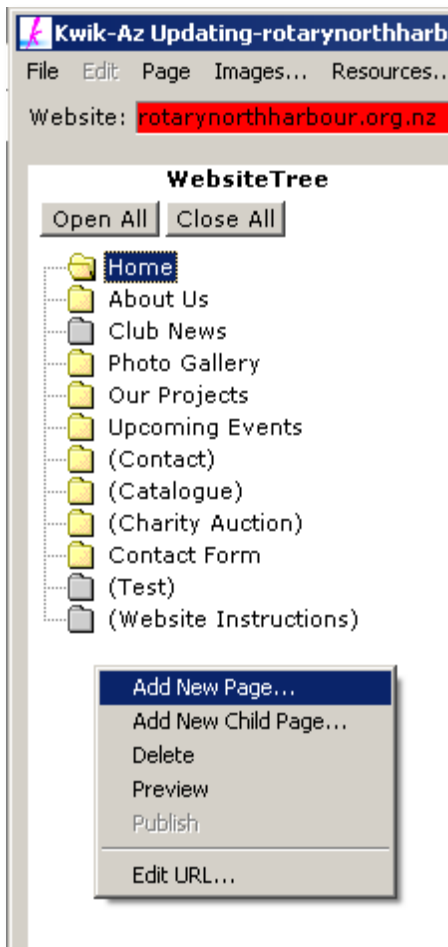 Kwik-Az Updating-rotarynorthharb
File Edit Page Images... Resources..
Website: rotarynorthharbour.org.nz
WebsiteTree
Open All Close All
Home
About Us
Club News
Photo Gallery
Our Projects
Upcoming Events
(Contact)
(Catalogue)
(Charity Auction)
Contact Form
(Test)
(Website Instructions)
Add New Page...
Add New Child Page...
Delete
Preview
Publish
Edit URL...